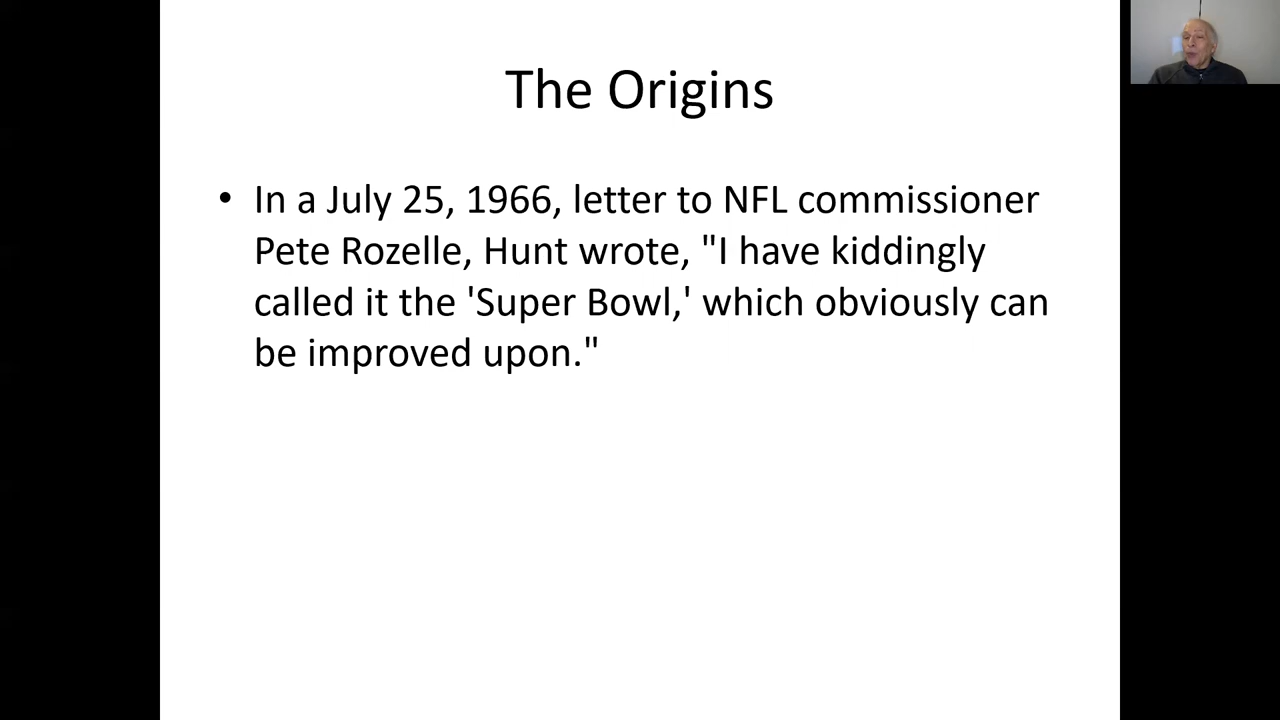 The Origins
• In a July 25, 1966, letter to NFL commissioner
Pete Rozelle, Hunt wrote, "I have kiddingly
called it the 'Super Bowl,' which obviously can
be improved upon."